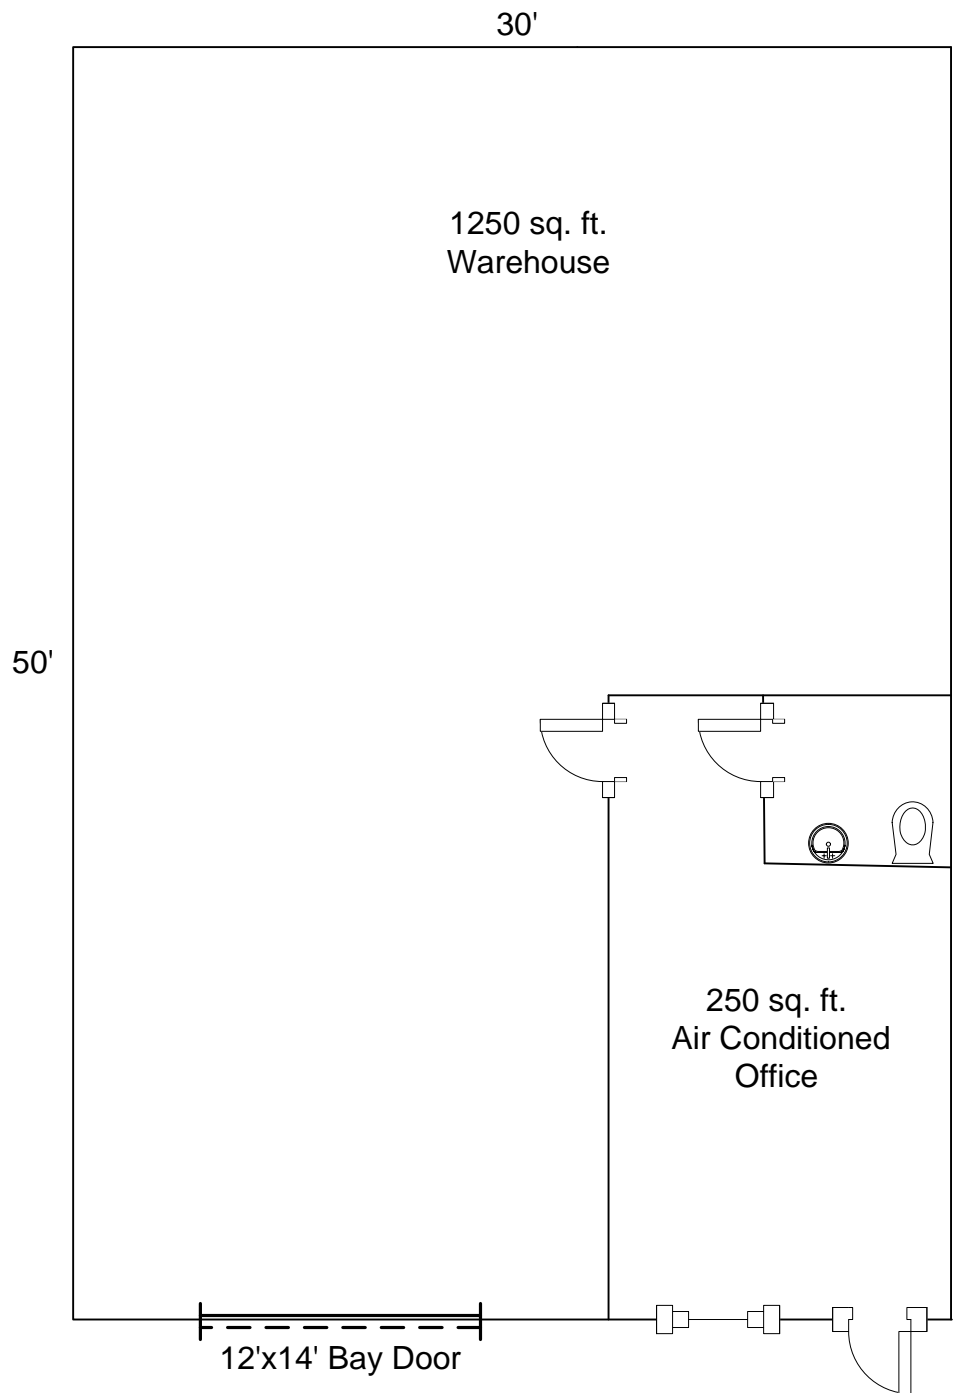 30'
1250 sq. ft.
Warehouse
50'
250 sq. ft.
Air Conditioned
Office
12'x14' Bay Door